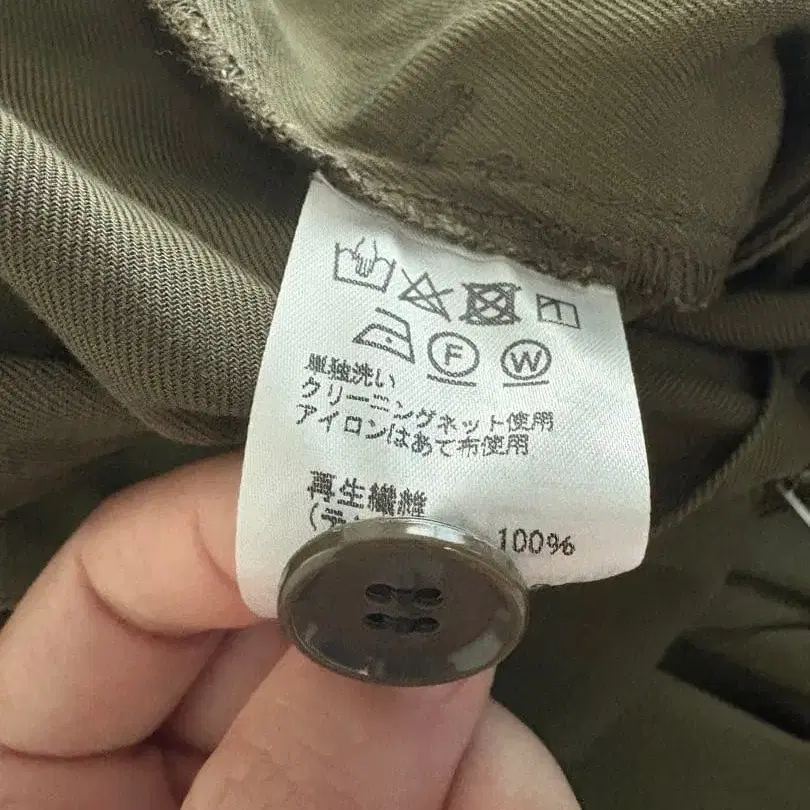 F W
単独洗い
クリーニングネット使用
アイロンはあて布使用
再生繊維
(テ 100%